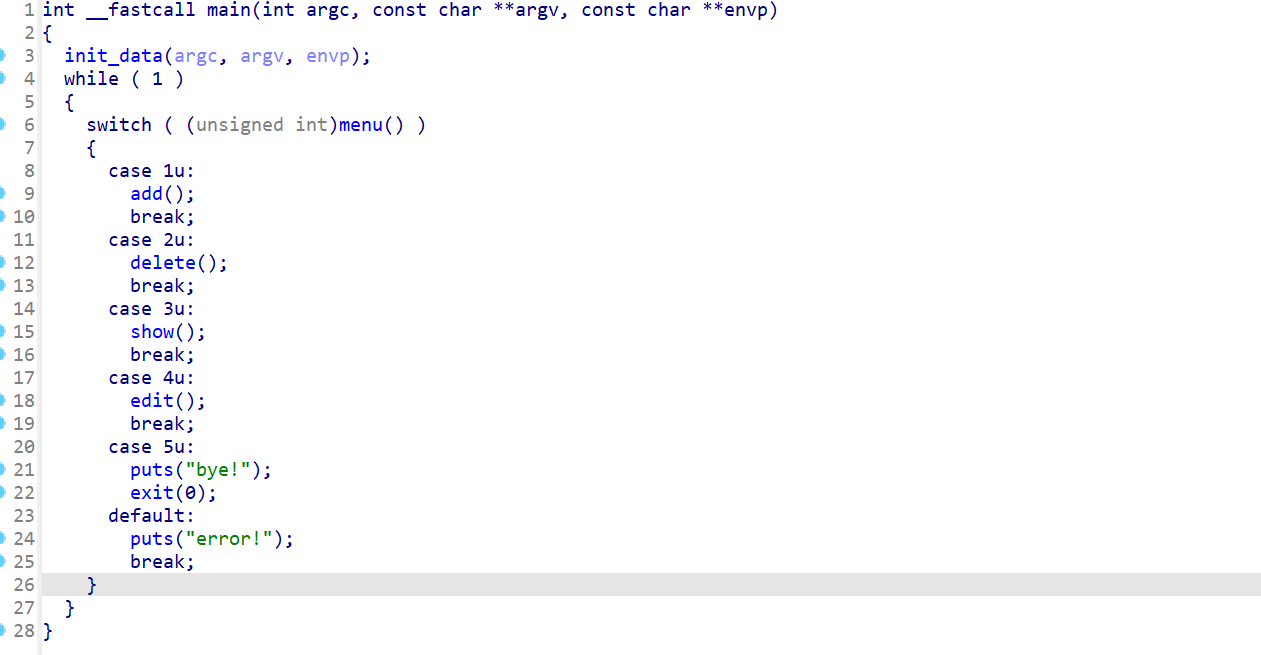 1 int __fastcall main(int argc, const char **argv, const char **envp)
2 {
3   init_data(argc, argv, envp);
4   while ( 1 )
5   {
6     switch ( (unsigned int)menu() )
7     {
8       case 1u:
9         add();
10         break;
11       case 2u:
12         delete();
13         break;
14       case 3u:
15         show();
16         break;
17       case 4u:
18         edit();
19         break;
20       case 5u:
21         puts("bye!");
22         exit(0);
23       default:
24         puts("error!");
25         break;
26     }
27   }
28 }